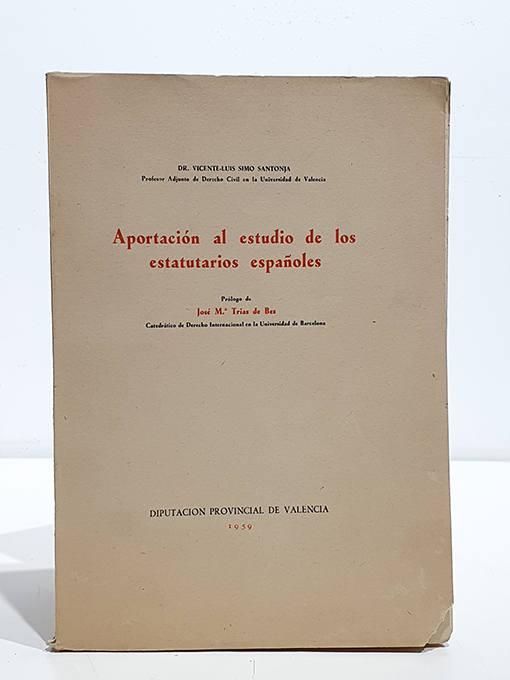 DR. VICENTE-LUIS SIMO SANTONJA
Profesor Adjunto de Derecho Civil en la Universidad de Valencia
Aportación al estudio de los
estatutarios españoles
Prólogo de
José M.ª Trias de Bes
Catedrático de Derecho Internacional en la Universidad de Barcelona
DIPUTACION PROVINCIAL DE VALENCIA
1959